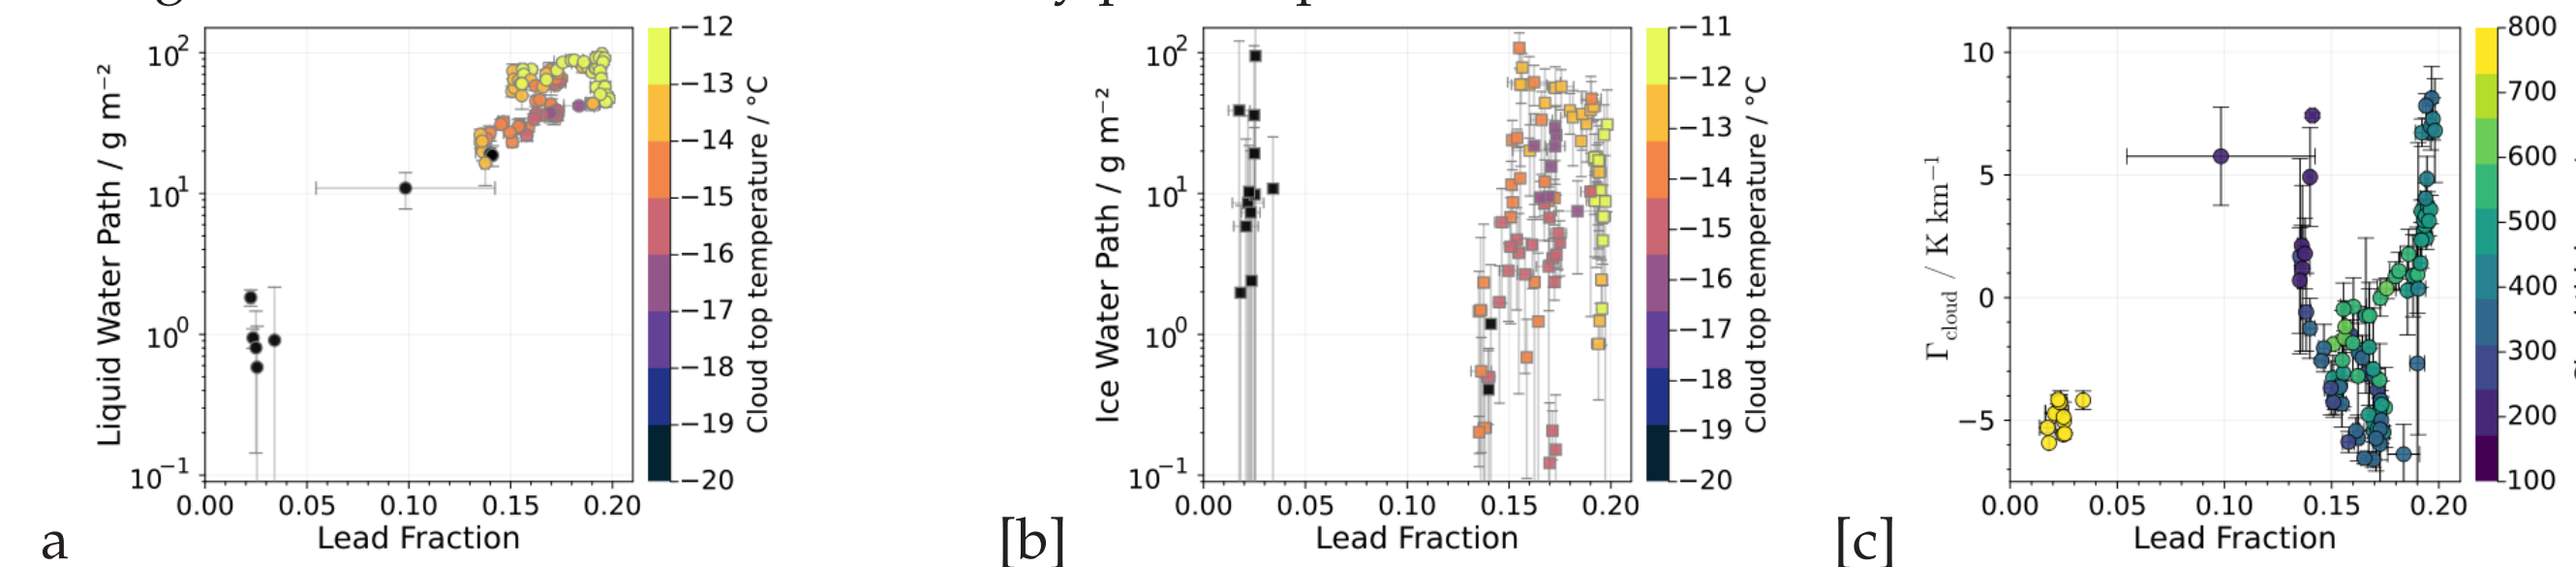 10² 10¹ 10⁰ 10⁻¹
Liquid Water Path / g m⁻²
0.00 0.05 0.10 0.15 0.20
Lead Fraction
−12 −13 −14 −15 −16 −17 −18 −19 −20
Cloud top temperature / °C
a
10² 10¹ 10⁰ 10⁻¹
Ice Water Path / g m⁻²
0.00 0.05 0.10 0.15 0.20
Lead Fraction
−11 −12 −13 −14 −15 −16 −17 −18 −19 −20
Cloud top temperature / °C
[b]
10 5 0 −5
Γcloud / K km⁻¹
0.00 0.05 0.10 0.15 0.20
Lead Fraction
800 700 600 500 400 300 200 100
[c]